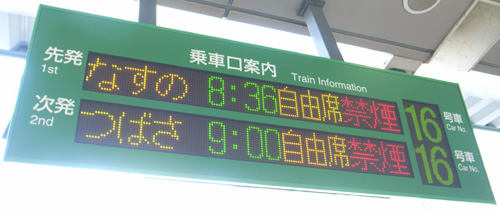 乗車口案内 Train Information
先発 なすの 8:36 自由席 禁煙 16 号車
1st Car No.
次発 つばさ 9:00 自由席 禁煙 16 号車
2nd Car No.